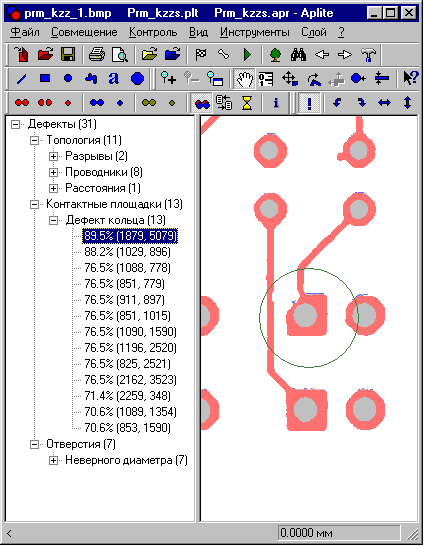 prm_kzz_1.bmp Prm_kzzs.plt Prm_kzzs.apr - Aplite
Файл Совмещение Контроль Вид Инструменты Слой ?
Дефекты (31)
Топология (11)
Разрывы (2)
Проводники (8)
Расстояния (1)
Контактные площадки (13)
Дефект кольца (13)
89.5% (1879, 5079)
88.2% (1029, 896)
76.5% (1088, 778)
76.5% (851, 779)
76.5% (911, 897)
76.5% (851, 1015)
76.5% (1090, 1590)
76.5% (1196, 2520)
76.5% (825, 2521)
76.5% (2162, 3523)
71.4% (2259, 348)
70.6% (1089, 1354)
70.6% (853, 1590)
Отверстия (7)
Неверного диаметра (7)
< 0.0000 мм